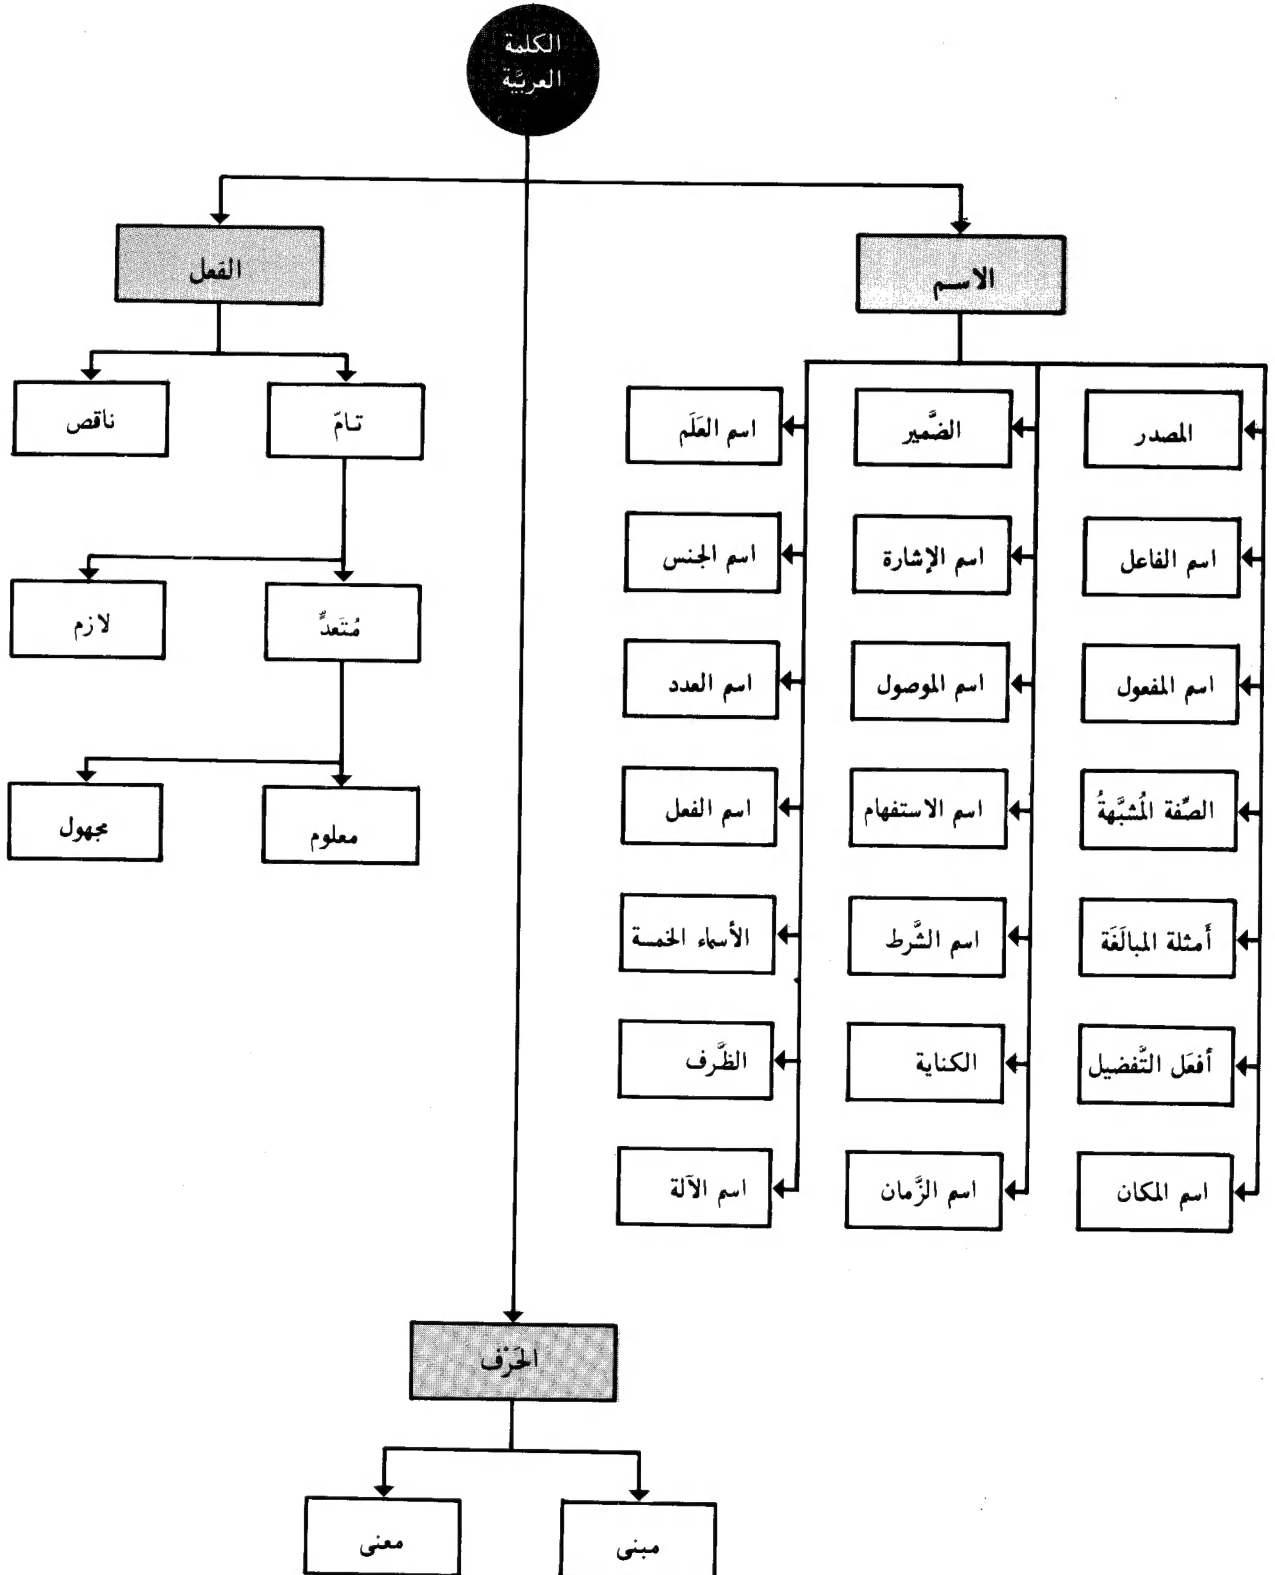 الكلمة
العربيَّة
الاسم
المصدر
اسم الفاعل
اسم المفعول
الصِّفة المُشبَّهةُ
أَمثلة المبالَغَة
أفعَل التَّفضيل
اسم المكان
الضَّمير
اسم الإشارة
اسم الموصول
اسم الاستفهام
اسم الشَّرط
الكناية
اسم الزَّمان
اسم العَلَم
اسم الجنس
اسم العدد
اسم الفعل
الأسماء الخمسة
الظَّرف
اسم الآلة
الفعل
تامّ
ناقص
مُتَعدٍّ
لازم
معلوم
مجهول
الحَرْف
مبنى
معنى